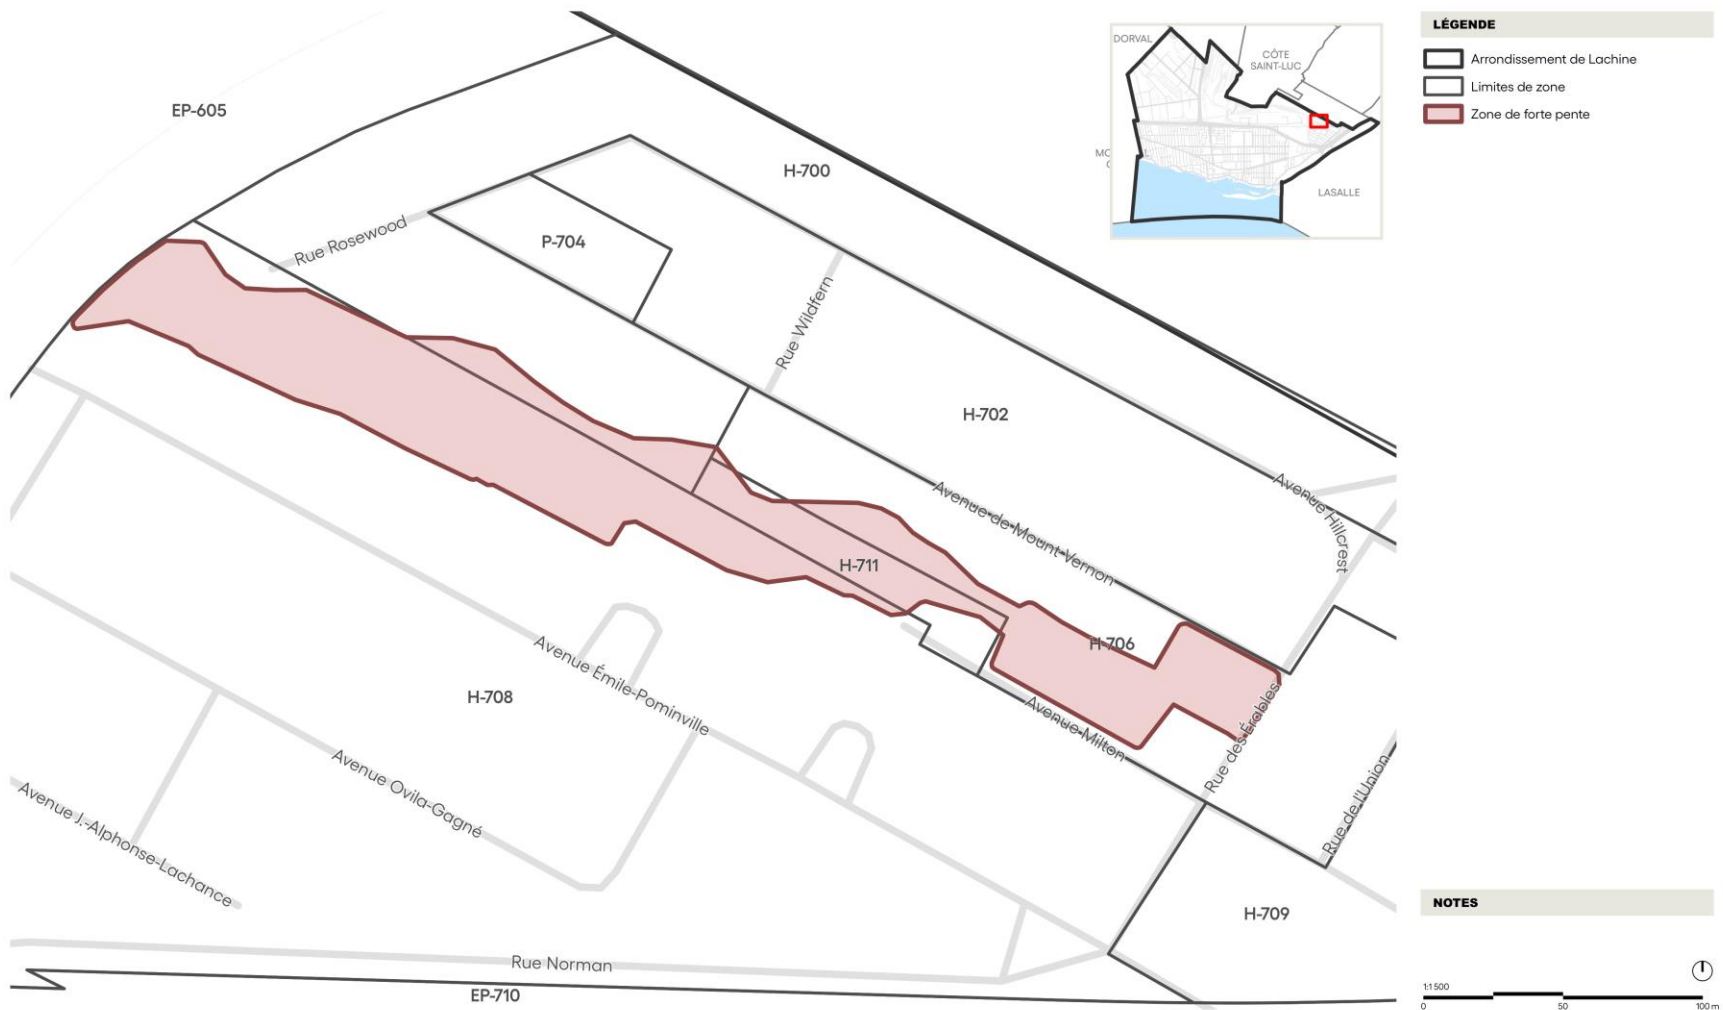 EP-605
H-700
Rue Rosewood
P-704
Rue Wildfern
H-702
Avenue de Mount-Vernon
Avenue Hillcrest
H-711
H-706
Avenue Émile-Pominville
H-708
Avenue Milton
Rue des Érables
Rue de l'Union
Avenue Ovila-Gagné
Avenue J.-Alphonse-Lachance
H-709
Rue Norman
EP-710
DORVAL
CÔTE
SAINT-LUC
LASALLE
LÉGENDE
Arrondissement de Lachine
Limites de zone
Zone de forte pente
NOTES
1:1 500
0 50 100 m